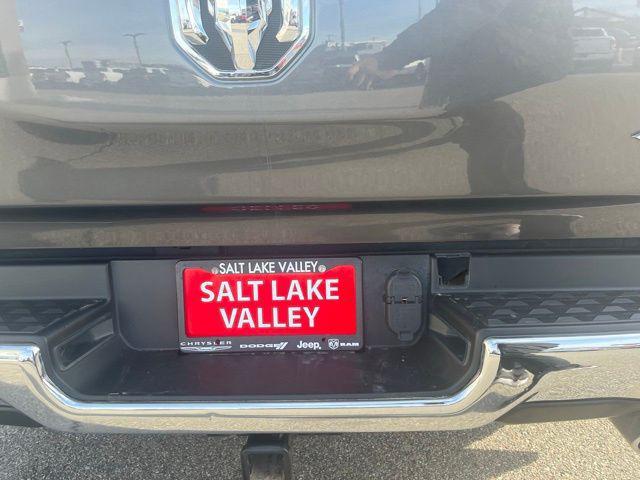 SALT LAKE VALLEY
SALT LAKE
VALLEY
CHRYSLER DODGE Jeep RAM